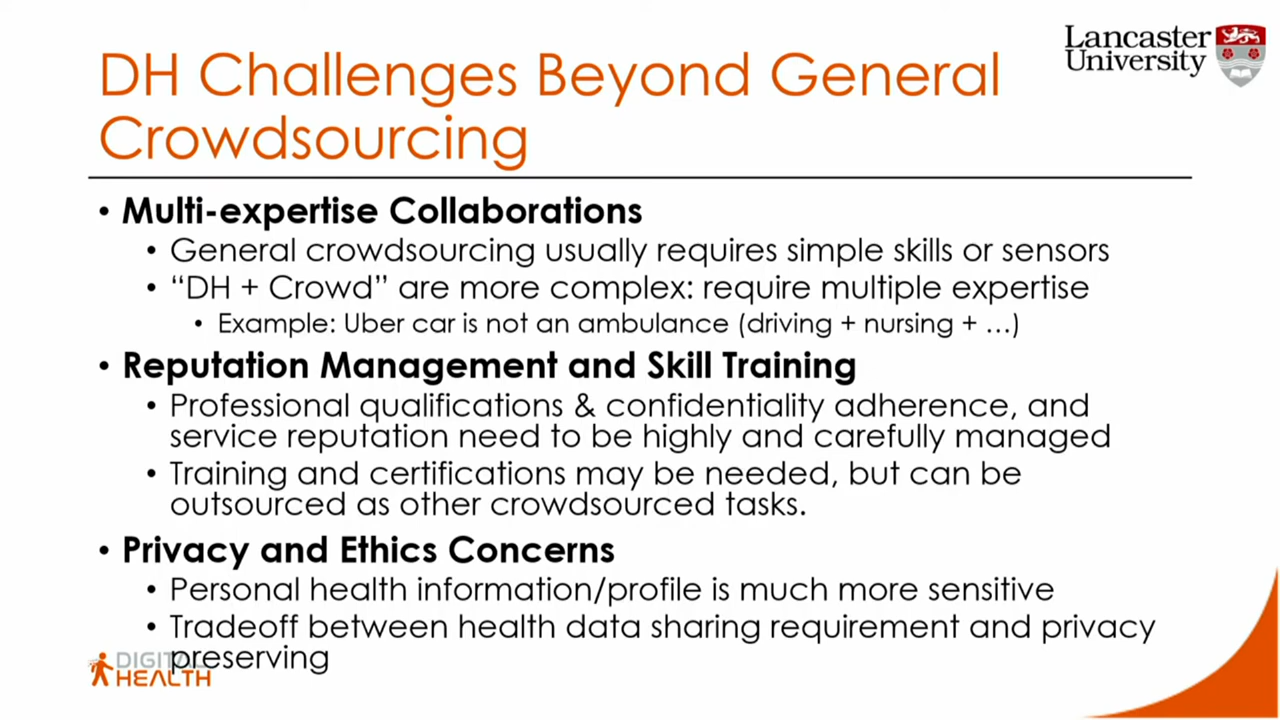 Lancaster
University
DH Challenges Beyond General
Crowdsourcing
• Multi-expertise Collaborations
• General crowdsourcing usually requires simple skills or sensors
• “DH + Crowd” are more complex: require multiple expertise
• Example: Uber car is not an ambulance (driving + nursing + …)
• Reputation Management and Skill Training
• Professional qualifications & confidentiality adherence, and
service reputation need to be highly and carefully managed
• Training and certifications may be needed, but can be
outsourced as other crowdsourced tasks.
• Privacy and Ethics Concerns
• Personal health information/profile is much more sensitive
• Tradeoff between health data sharing requirement and privacy
preserving
DIGITAL
HEALTH